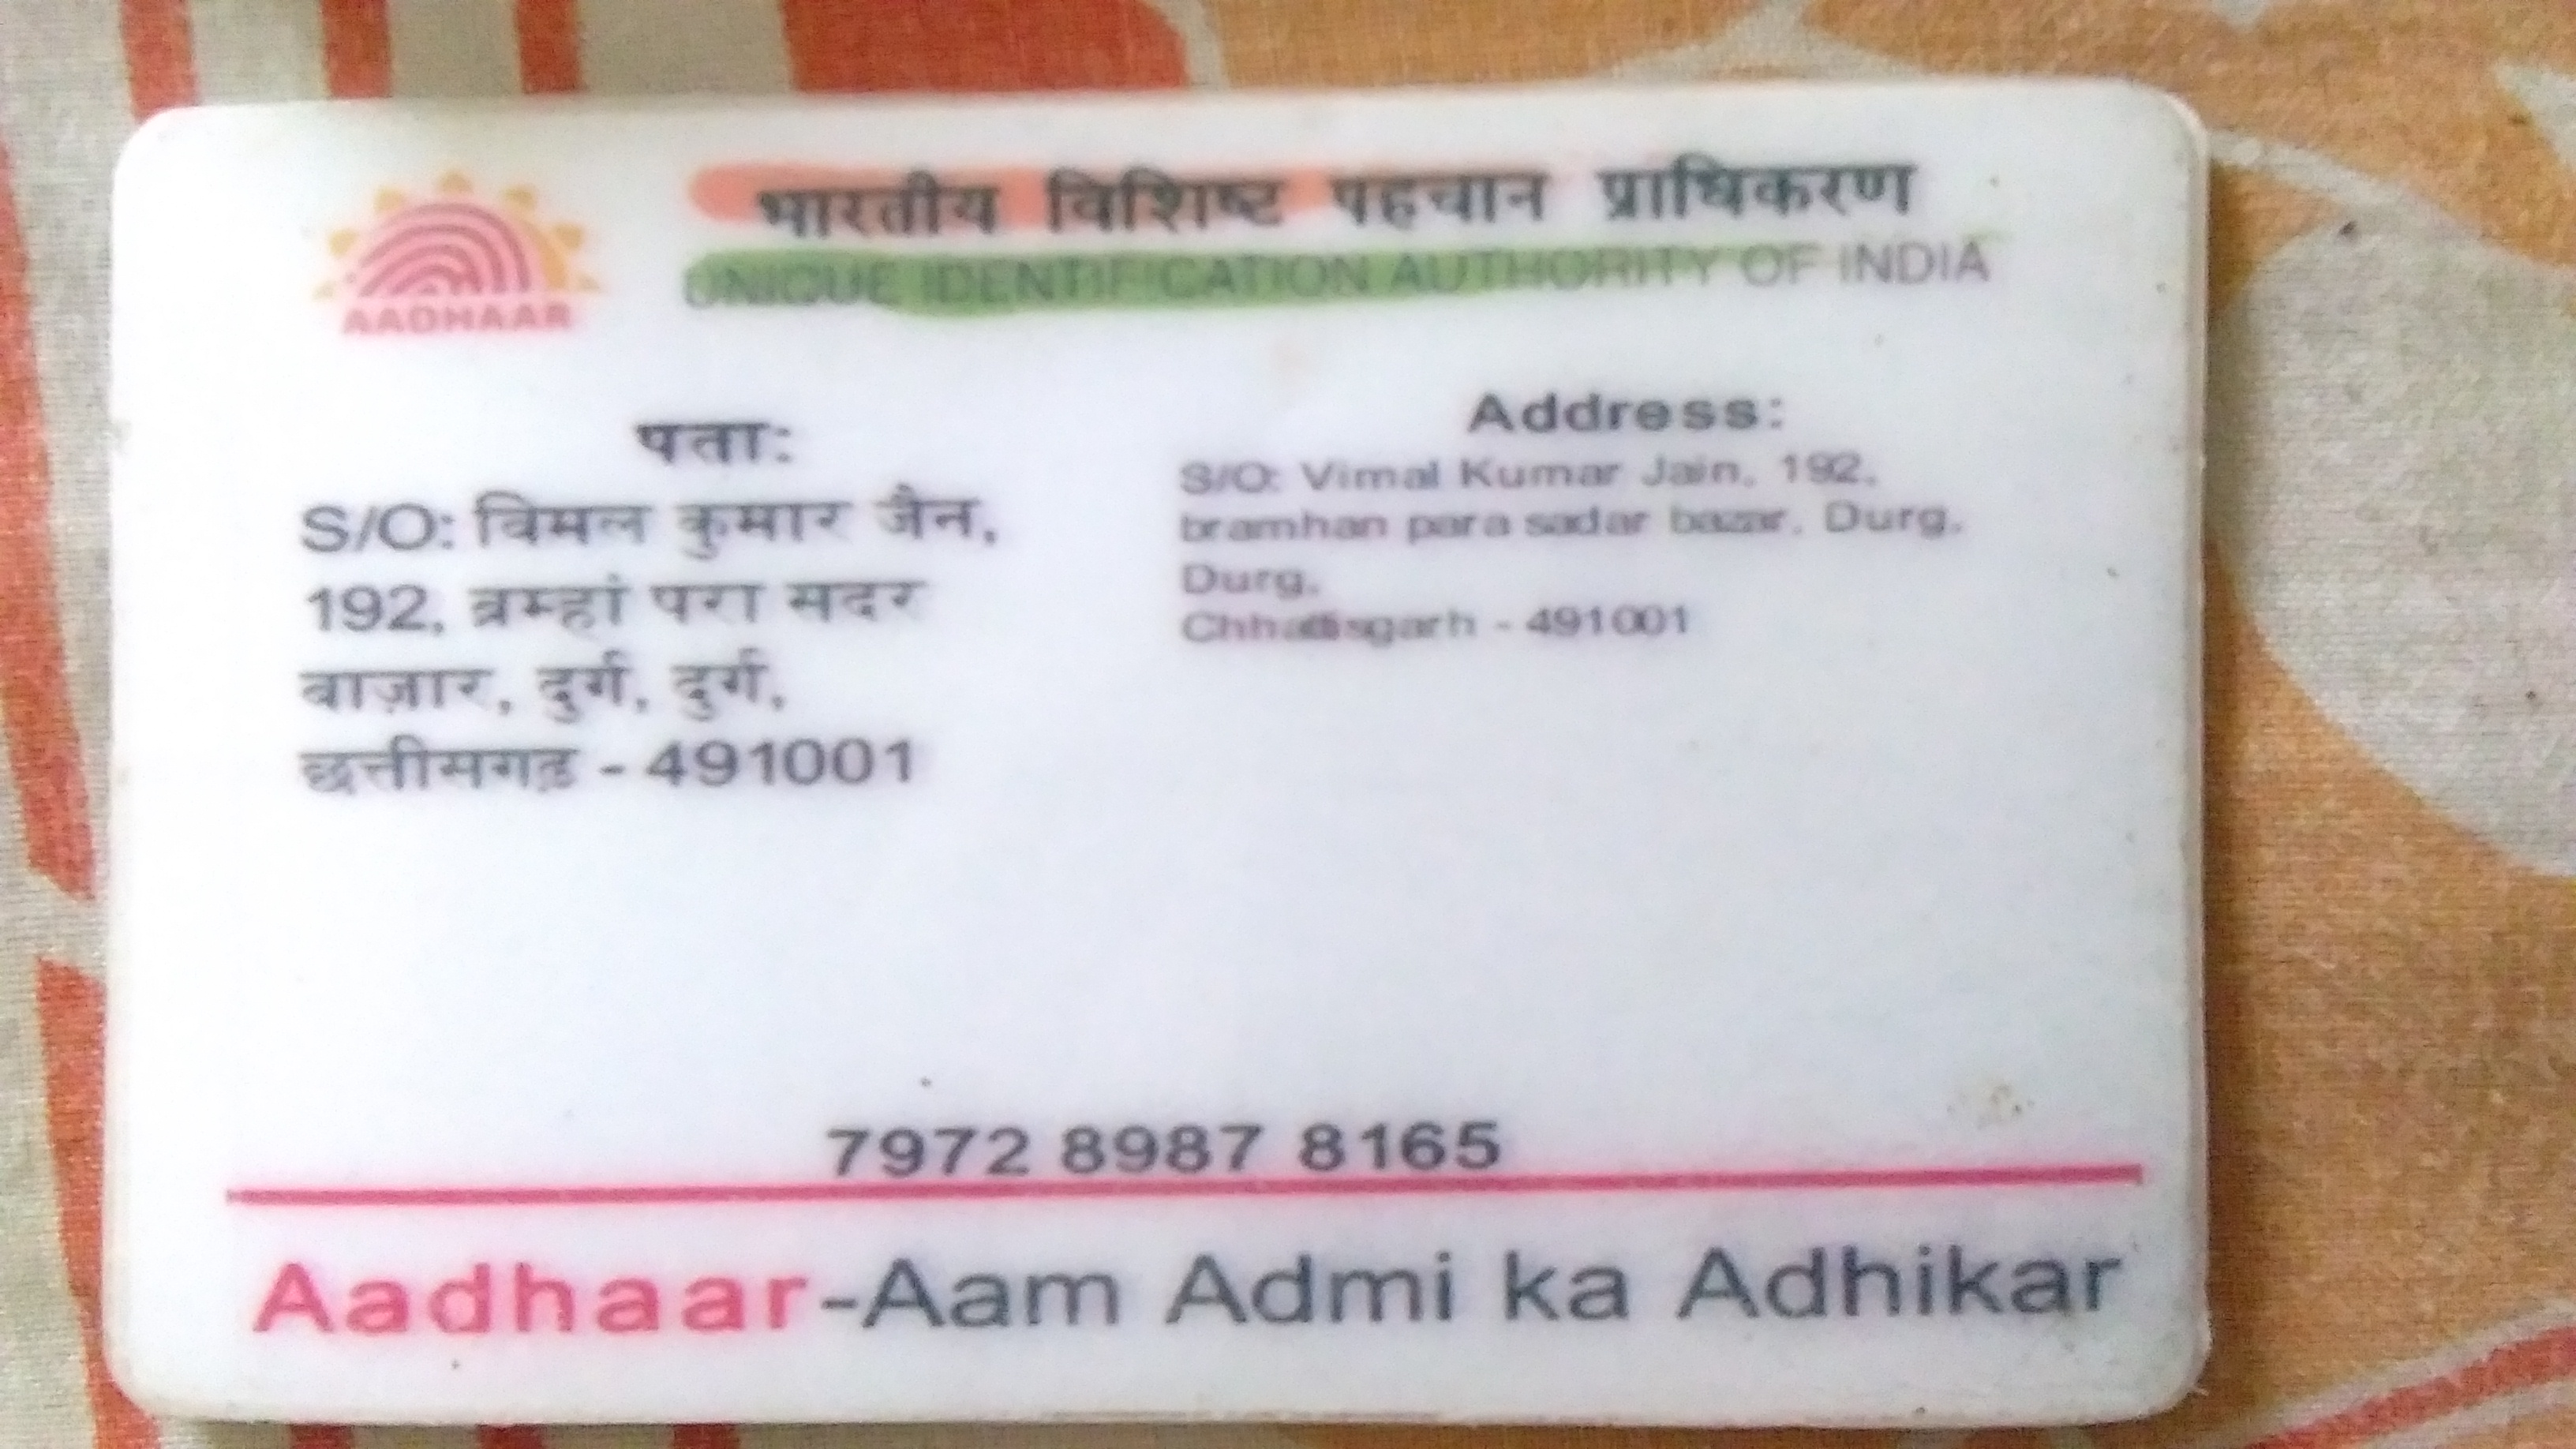 भारतीय विशिष्ट पहचान प्राधिकरण
UNIQUE IDENTIFICATION AUTHORITY OF INDIA
AADHAAR
पता:
S/O: विमल कुमार जैन,
192, ब्रम्हां परा सदर
बाज़ार, दुर्ग, दुर्ग,
छत्तीसगढ़ - 491001
Address:
S/O: Vimal Kumar Jain, 192,
bramhan para sadar bazar, Durg,
Durg,
Chhattisgarh - 491001
7972 8987 8165
Aadhaar-Aam Admi ka Adhikar